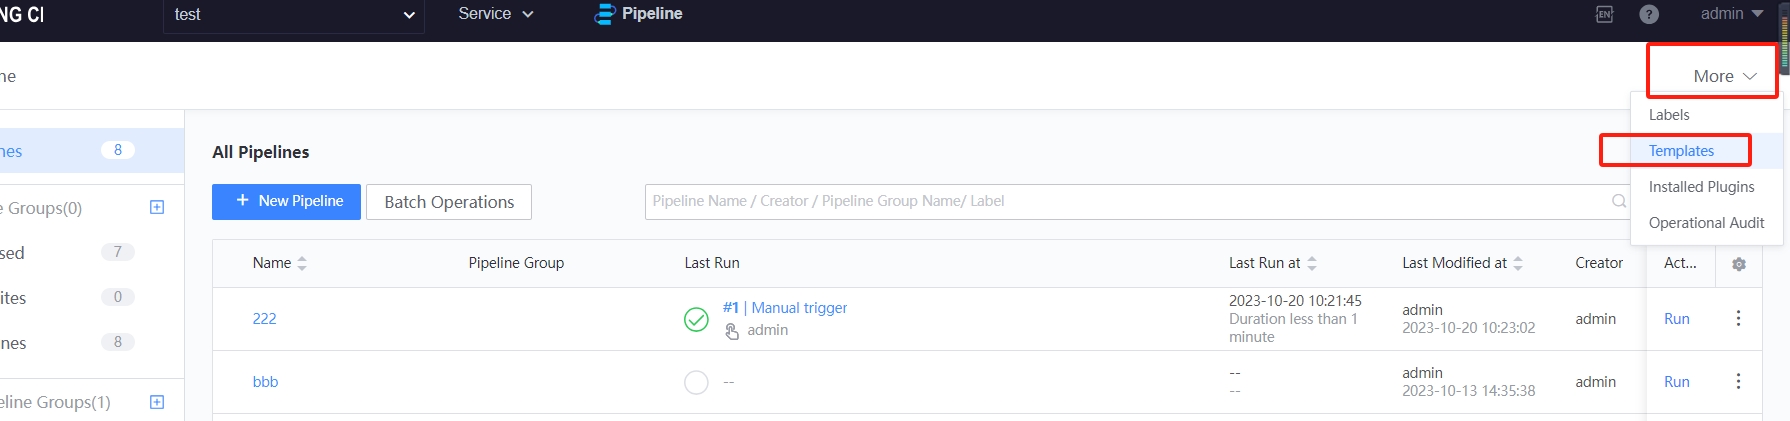 NG CI
test
Service
Pipeline
EN
?
admin
ne
More
Labels
Templates
Installed Plugins
Operational Audit
nes 8
e Groups(0)
sed 7
ites 0
nes 8
eline Groups(1)
All Pipelines
+ New Pipeline
Batch Operations
Pipeline Name / Creator / Pipeline Group Name/ Label
Name Pipeline Group Last Run Last Run at Last Modified at Creator Act...
222
#1 | Manual trigger
admin
2023-10-20 10:21:45
Duration less than 1
minute
admin
2023-10-20 10:23:02
admin
Run
bbb
--
--
--
admin
2023-10-13 14:35:38
admin
Run